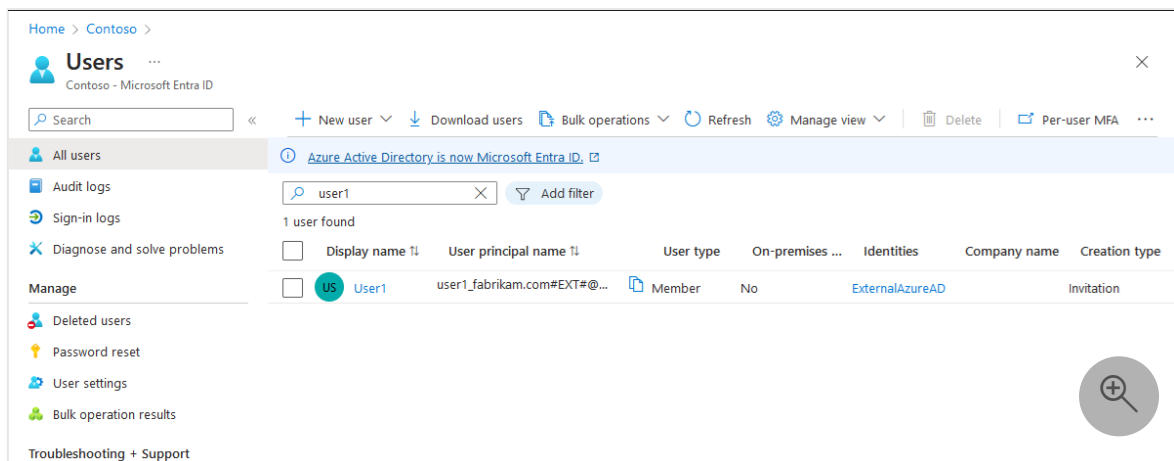 Home > Contoso >
Users ...
Contoso - Microsoft Entra ID
Search
All users
Audit logs
Sign-in logs
Diagnose and solve problems
Manage
Deleted users
Password reset
User settings
Bulk operation results
Troubleshooting + Support
New user Download users Bulk operations Refresh Manage view Delete Per-user MFA ...
Azure Active Directory is now Microsoft Entra ID.
user1 Add filter
1 user found
Display name User principal name User type On-premises ... Identities Company name Creation type
US User1 user1_fabrikam.com#EXT#@... Member No ExternalAzureAD Invitation